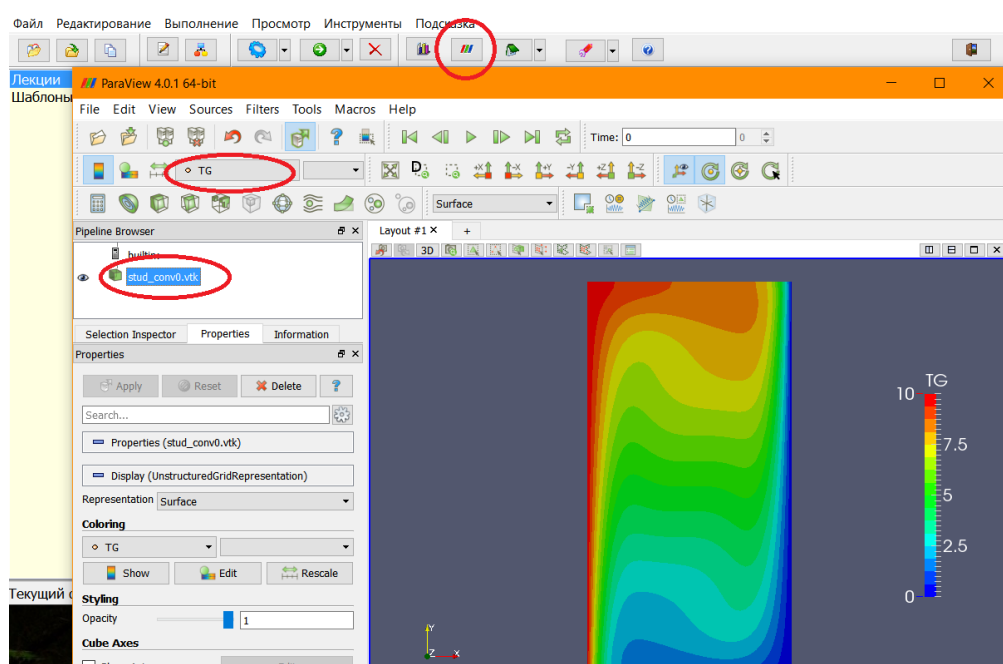 Файл Редактирование Выполнение Просмотр Инструменты Подсказка
Лекции
Шаблоны
ParaView 4.0.1 64-bit
File Edit View Sources Filters Tools Macros Help
Time: 0 0
TG
Surface
Pipeline Browser
Layout #1
builtin:
3D
stud_conv0.vtk
Selection Inspector Properties Information
Properties
Apply Reset Delete ?
Search...
Properties (stud_conv0.vtk)
Display (UnstructuredGridRepresentation)
Representation Surface
Coloring
TG
Show Edit Rescale
Styling
Opacity 1
Cube Axes
TG
10
7.5
5
2.5
0
Y
Z X
Текущий